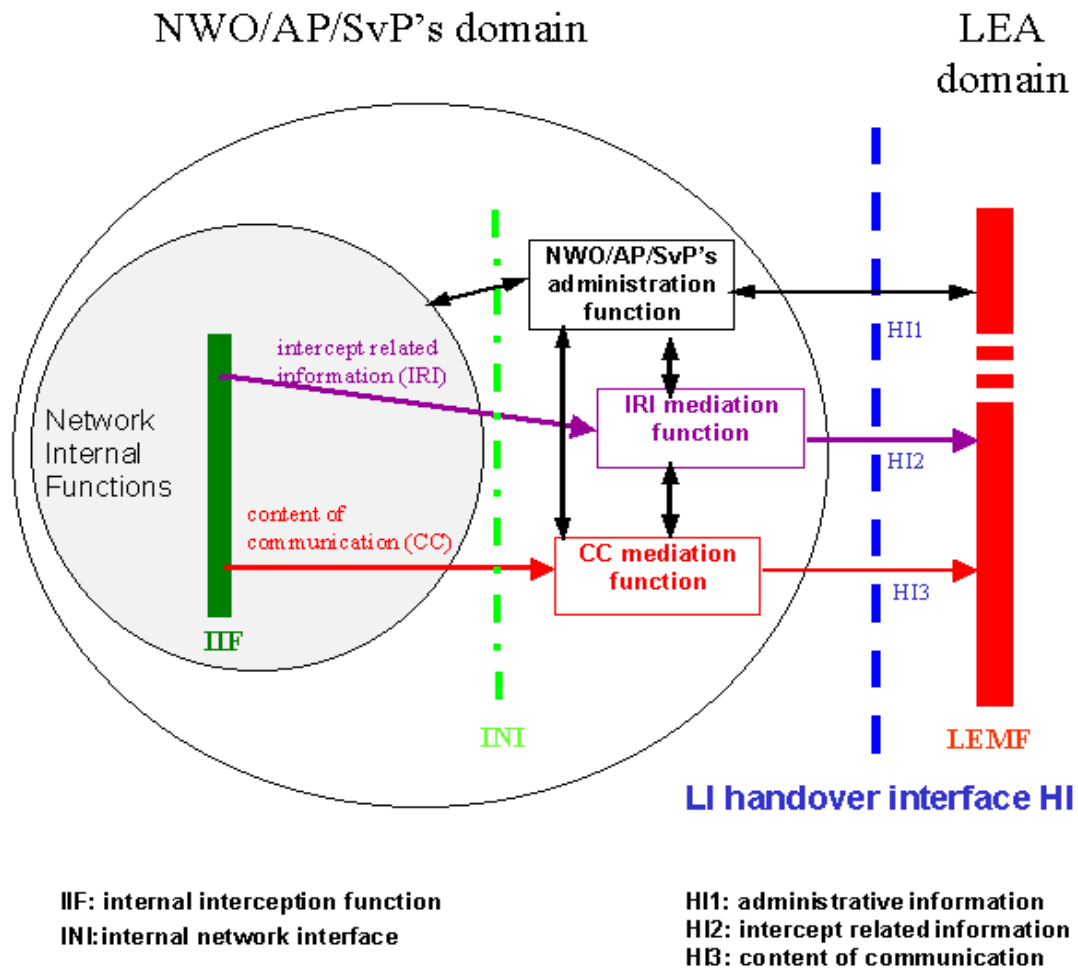 NWO/AP/SvP's domain
LEA
domain
NWO/AP/SvP's
administration
function
HI1
intercept related
information (IRI)
IRI mediation
function
HI2
Network
Internal
Functions
content of
communication (CC)
CC mediation
function
HI3
IIF
INI
LEMF
LI handover interface HI
IIF: internal interception function
INI:internal network interface
HI1: administrative information
HI2: intercept related information
HI3: content of communication